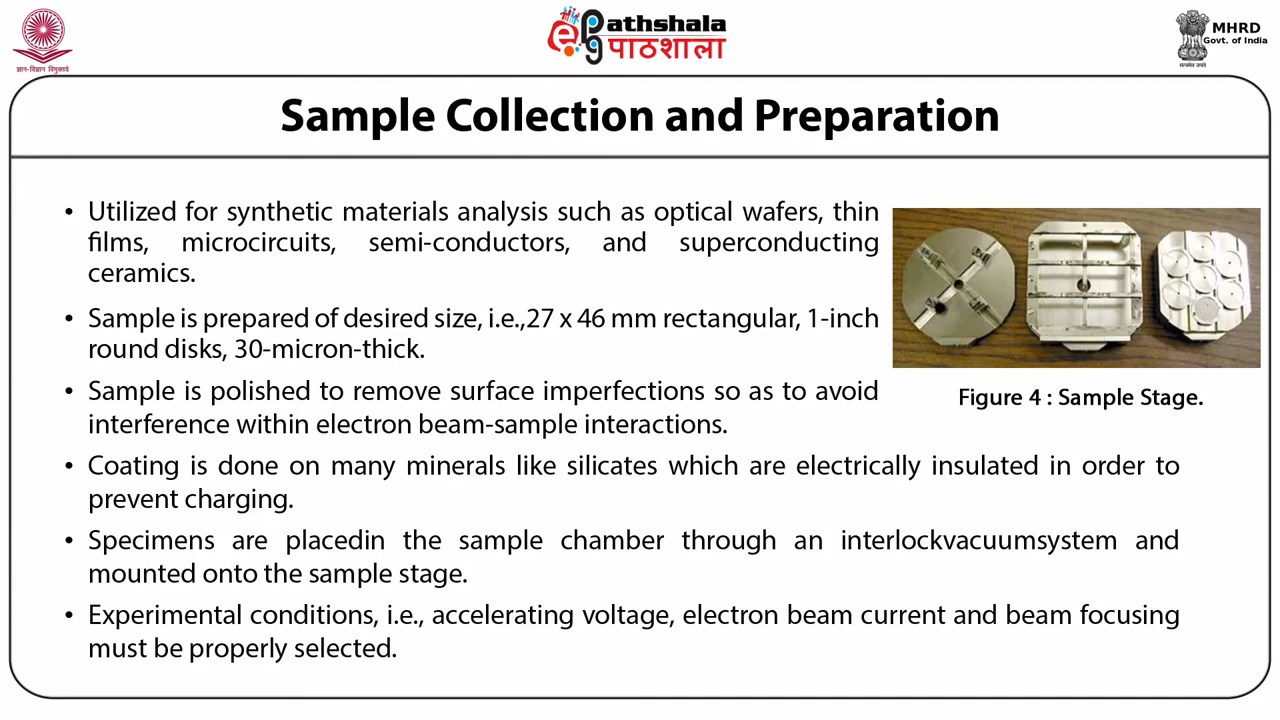 ज्ञान-विज्ञान विमुक्तये
epg Pathshala
पाठशाला
MHRD
Govt. of India
सत्यमेव जयते
Sample Collection and Preparation
• Utilized for synthetic materials analysis such as optical wafers, thin
films, microcircuits, semi-conductors, and superconducting
ceramics.
• Sample is prepared of desired size, i.e.,27 x 46 mm rectangular, 1-inch
round disks, 30-micron-thick.
• Sample is polished to remove surface imperfections so as to avoid
interference within electron beam-sample interactions.
Figure 4 : Sample Stage.
• Coating is done on many minerals like silicates which are electrically insulated in order to
prevent charging.
• Specimens are placedin the sample chamber through an interlockvacuumsystem and
mounted onto the sample stage.
• Experimental conditions, i.e., accelerating voltage, electron beam current and beam focusing
must be properly selected.